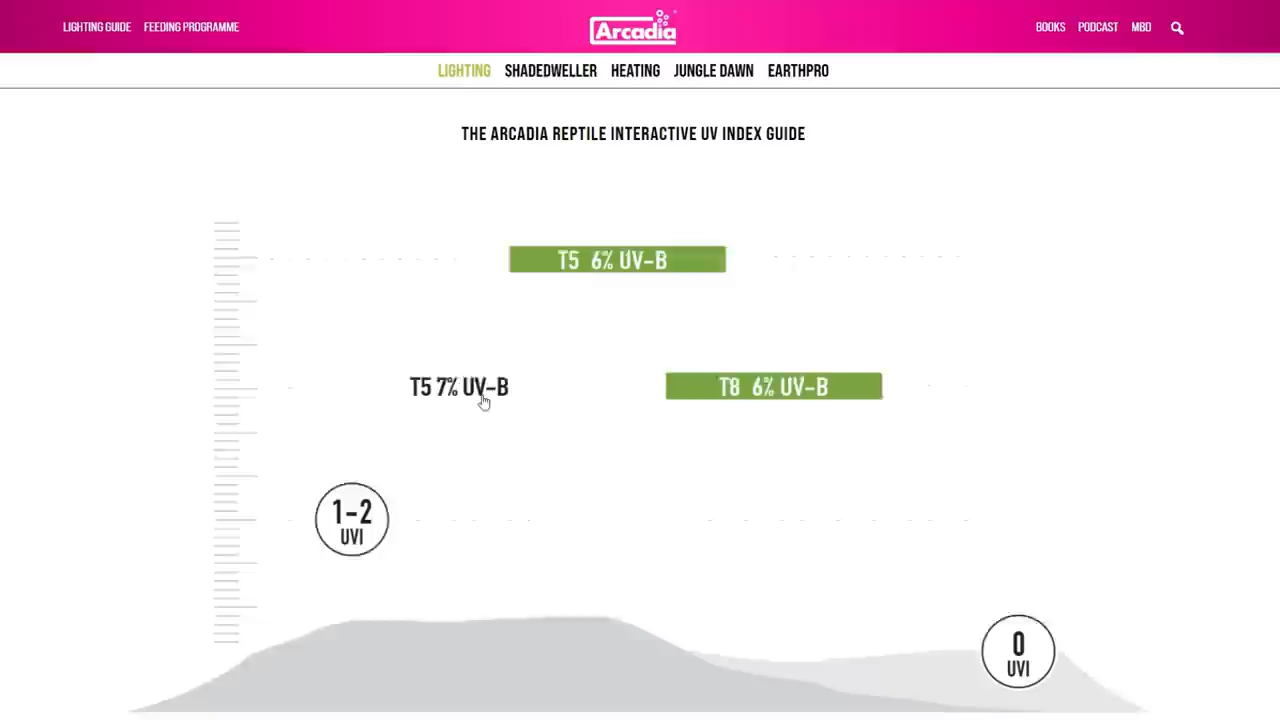 LIGHTING GUIDE FEEDING PROGRAMME
Arcadia
BOOKS PODCAST MBD
LIGHTING SHADEDWELLER HEATING JUNGLE DAWN EARTHPRO
THE ARCADIA REPTILE INTERACTIVE UV INDEX GUIDE
T5 6% UV-B
T5 7% UV-B
T8 6% UV-B
1-2
UVI
0
UVI